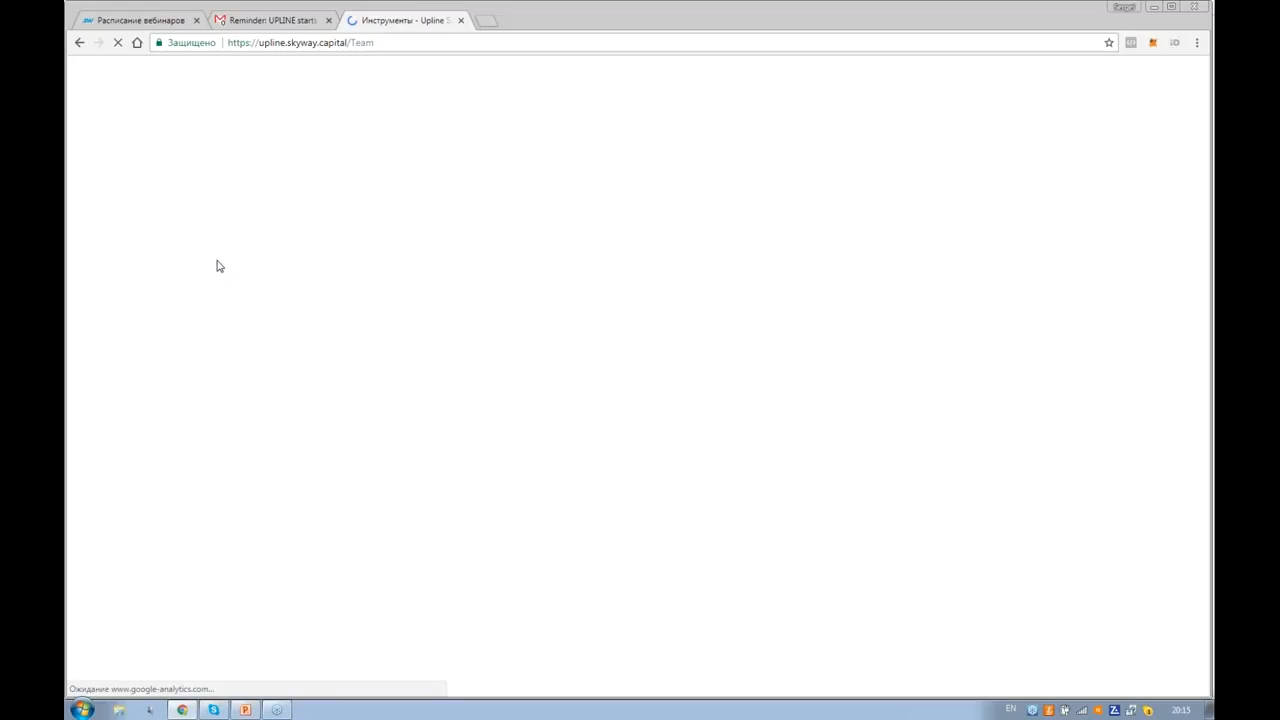 Sergei
Расписание вебинаров
Reminder: UPLINE starts
Инструменты - Upline S
Защищено
https://upline.skyway.capital/Team
Ожидание www.google-analytics.com...
EN
20:15